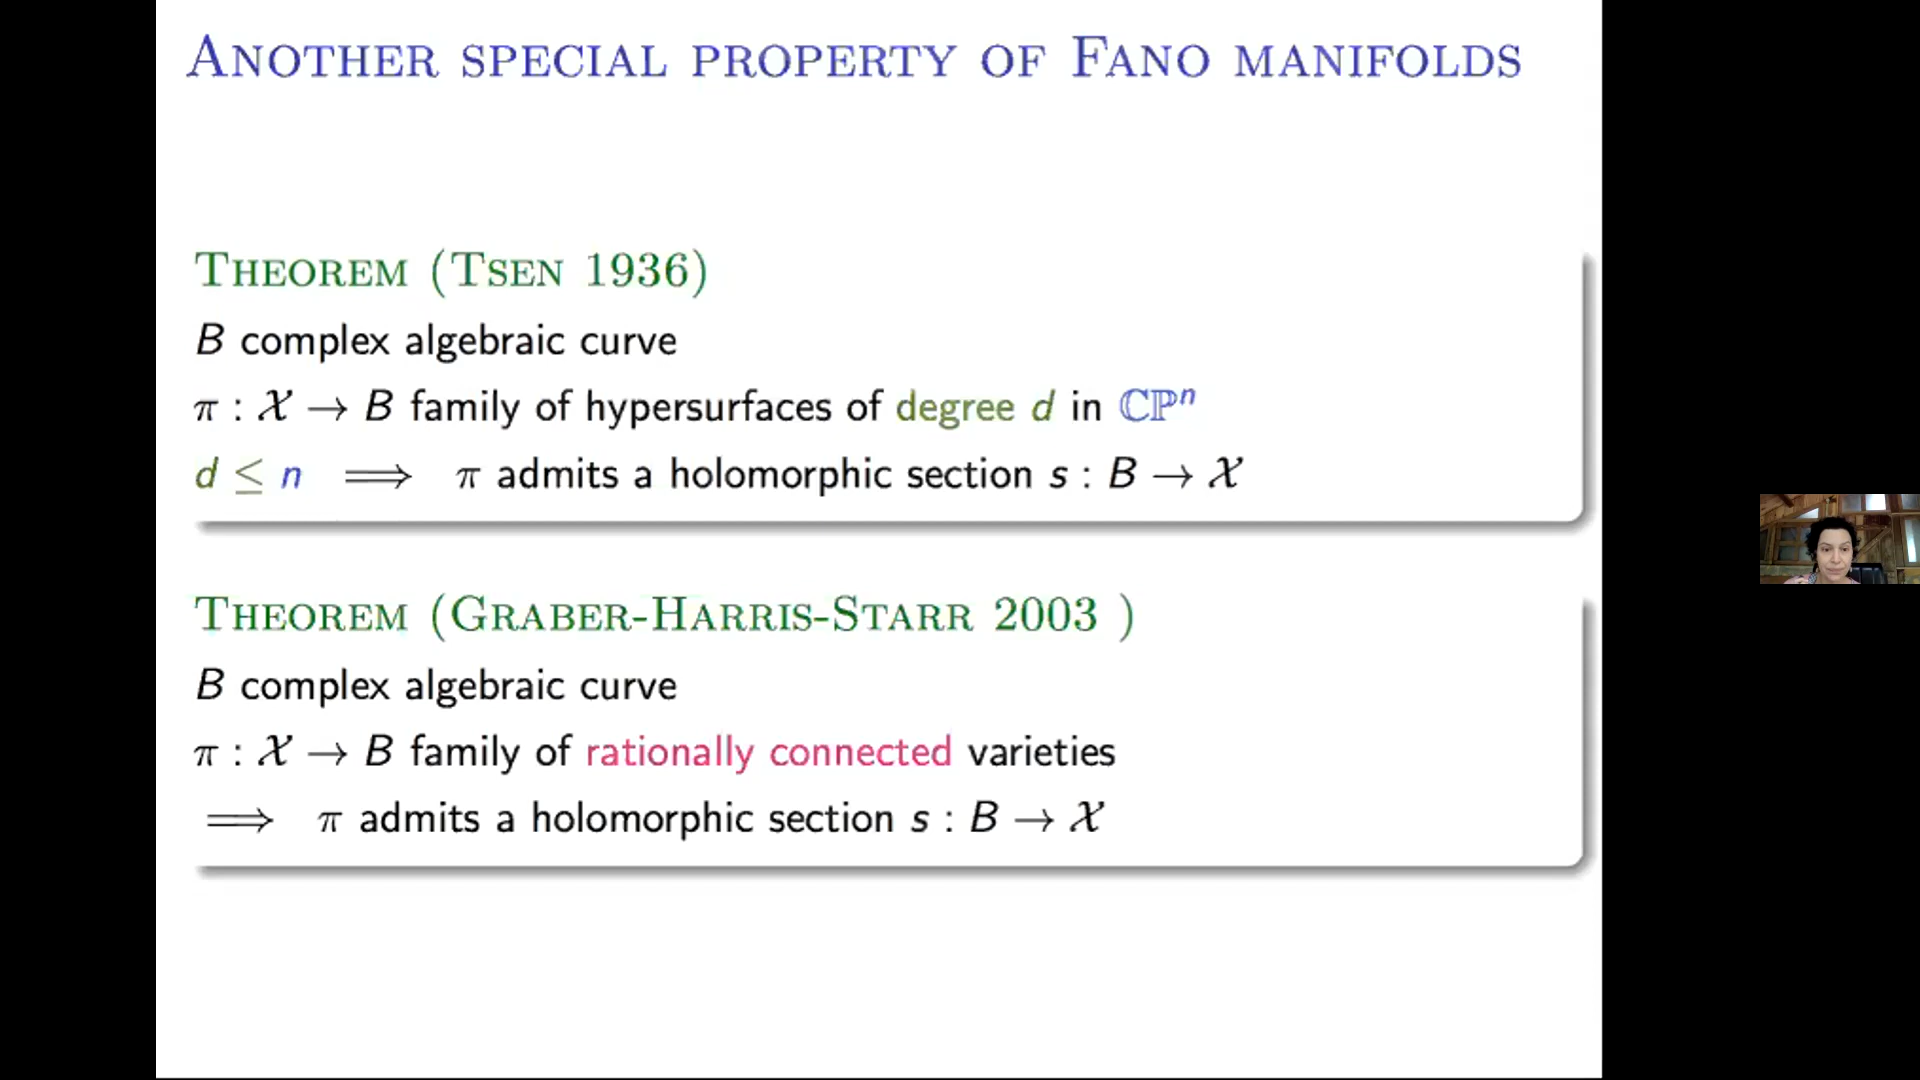 Another special property of Fano manifolds
Theorem (Tsen 1936)
B complex algebraic curve
π : 𝒳 → B family of hypersurfaces of degree d in ℂℙⁿ
d ≤ n ⟹ π admits a holomorphic section s : B → 𝒳
Theorem (Graber-Harris-Starr 2003 )
B complex algebraic curve
π : 𝒳 → B family of rationally connected varieties
⟹ π admits a holomorphic section s : B → 𝒳